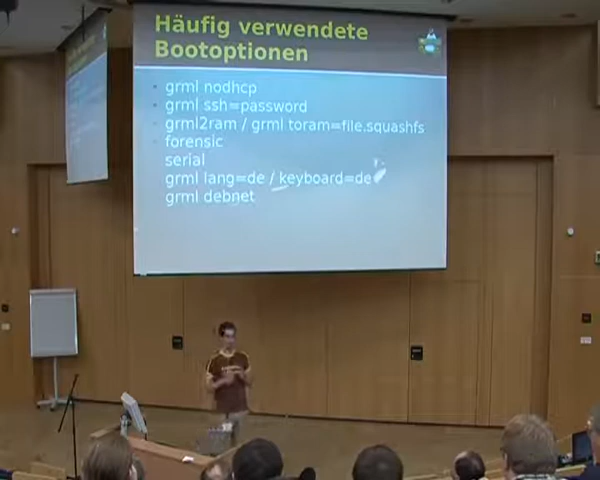 Häufig verwendete
Bootoptionen
grml nodhcp
grml ssh=password
grml2ram / grml toram=file.squashfs
forensic
serial
grml lang=de / keyboard=de
grml debnet